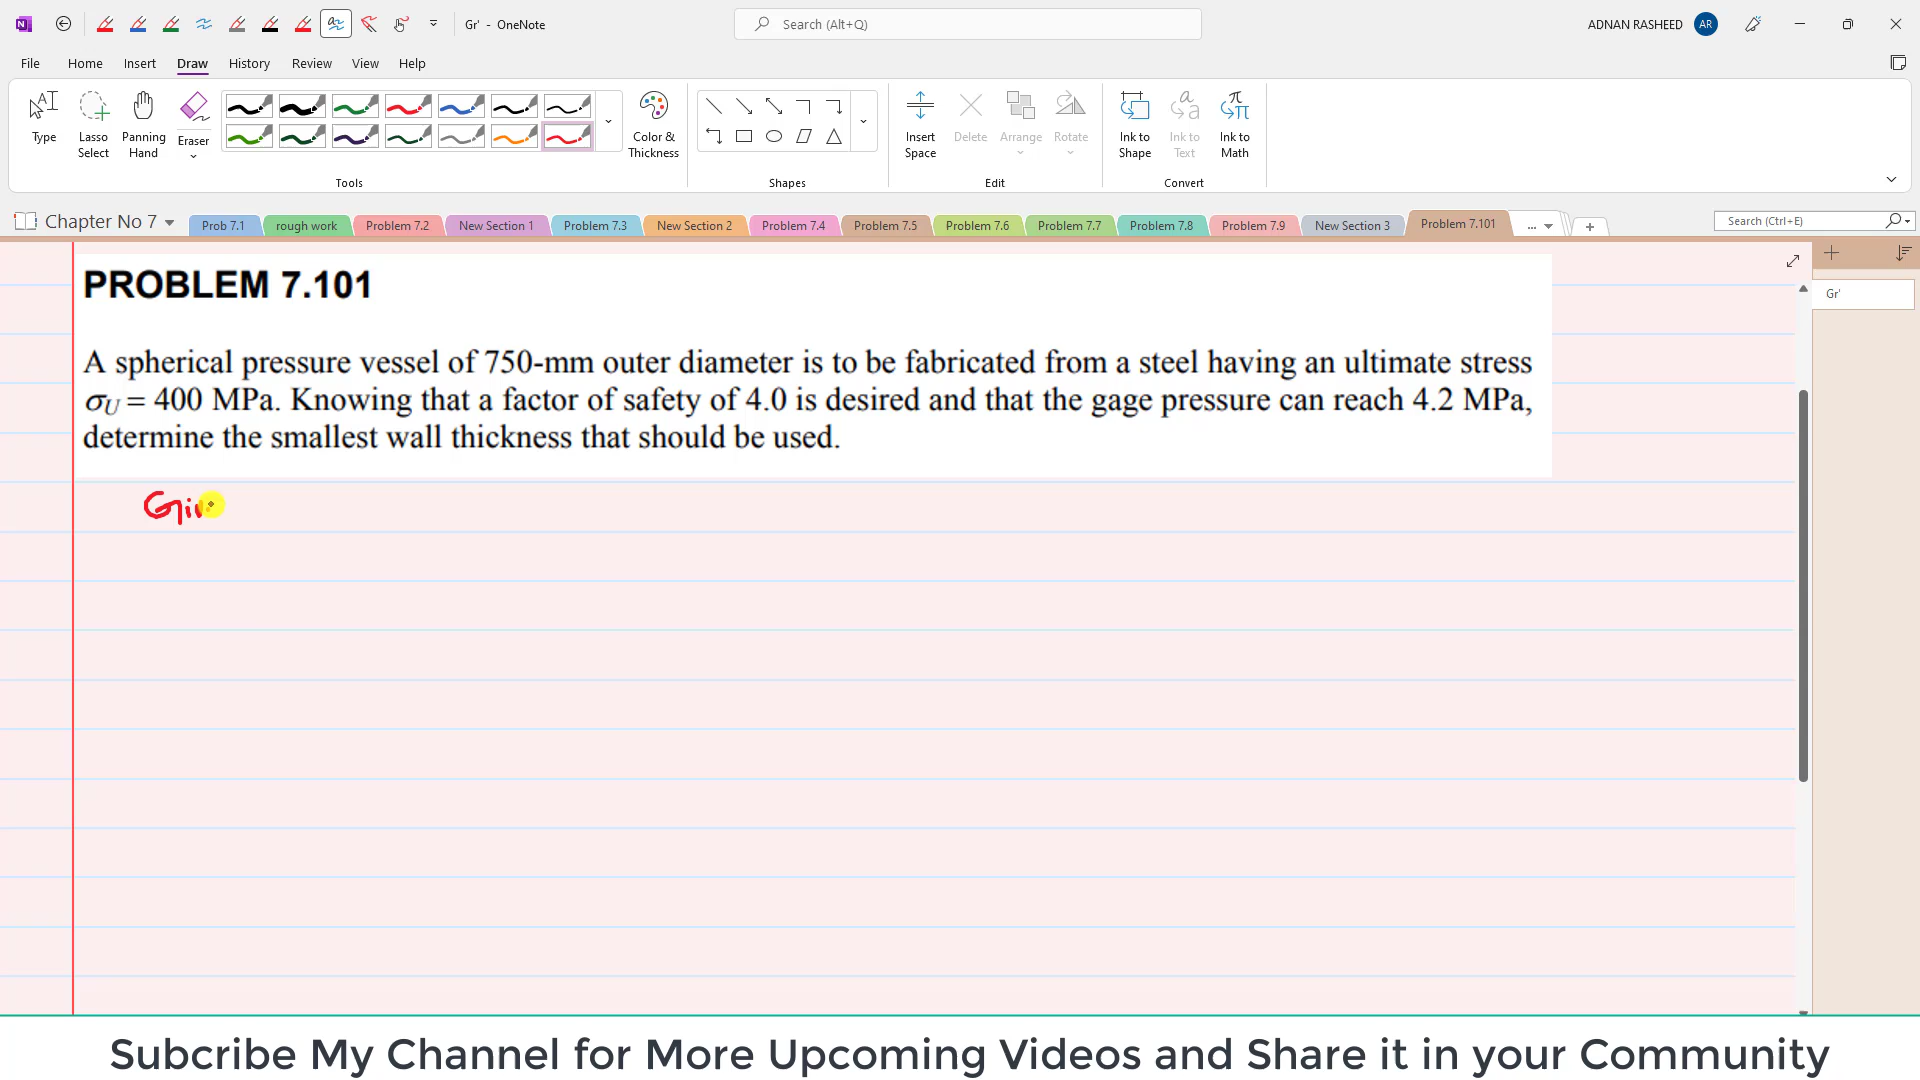 Gr' - OneNote
Search (Alt+Q)
ADNAN RASHEED
AR
File Home Insert Draw History Review View Help
Type
Lasso Select
Panning Hand
Eraser
Color & Thickness
Insert Space
Delete
Arrange
Rotate
Ink to Shape
Ink to Text
Ink to Math
Tools
Shapes
Edit
Convert
Chapter No 7
Prob 7.1
rough work
Problem 7.2
New Section 1
Problem 7.3
New Section 2
Problem 7.4
Problem 7.5
Problem 7.6
Problem 7.7
Problem 7.8
Problem 7.9
New Section 3
Problem 7.101
...
Search (Ctrl+E)
Gr'
PROBLEM 7.101
A spherical pressure vessel of 750-mm outer diameter is to be fabricated from a steel having an ultimate stress
σU = 400 MPa. Knowing that a factor of safety of 4.0 is desired and that the gage pressure can reach 4.2 MPa,
determine the smallest wall thickness that should be used.
Subcribe My Channel for More Upcoming Videos and Share it in your Community